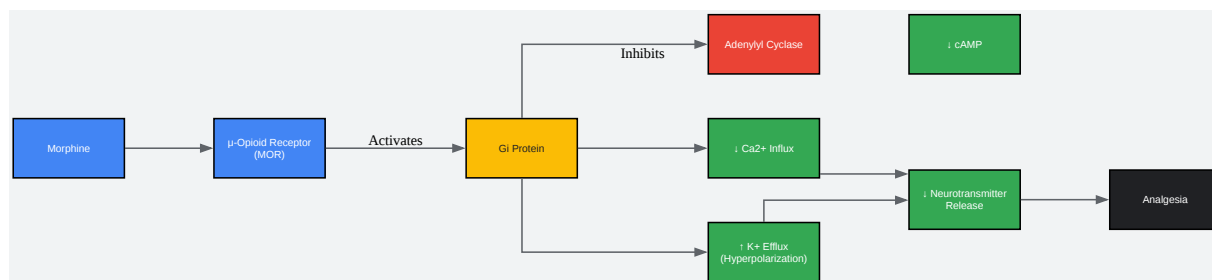 Adenylyl Cyclase
↓ cAMP
Inhibits
Morphine
μ-Opioid Receptor
(MOR)
Activates
Gi Protein
↓ Ca2+ Influx
↓ Neurotransmitter
Release
Analgesia
↑ K+ Efflux
(Hyperpolarization)